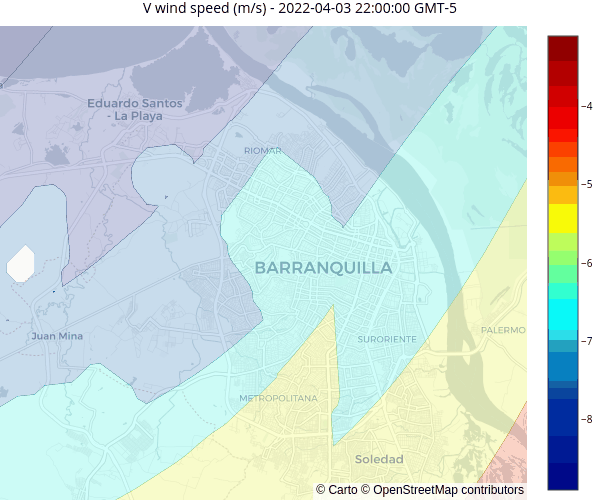 V wind speed (m/s) - 2022-04-03 22:00:00 GMT-5
Eduardo Santos
- La Playa
RIOMAR
BARRANQUILLA
Juan Mina
SURORIENTE
PALERMO
METROPOLITANA
Soledad
© Carto © OpenStreetMap contributors
−4
−5
−6
−7
−8